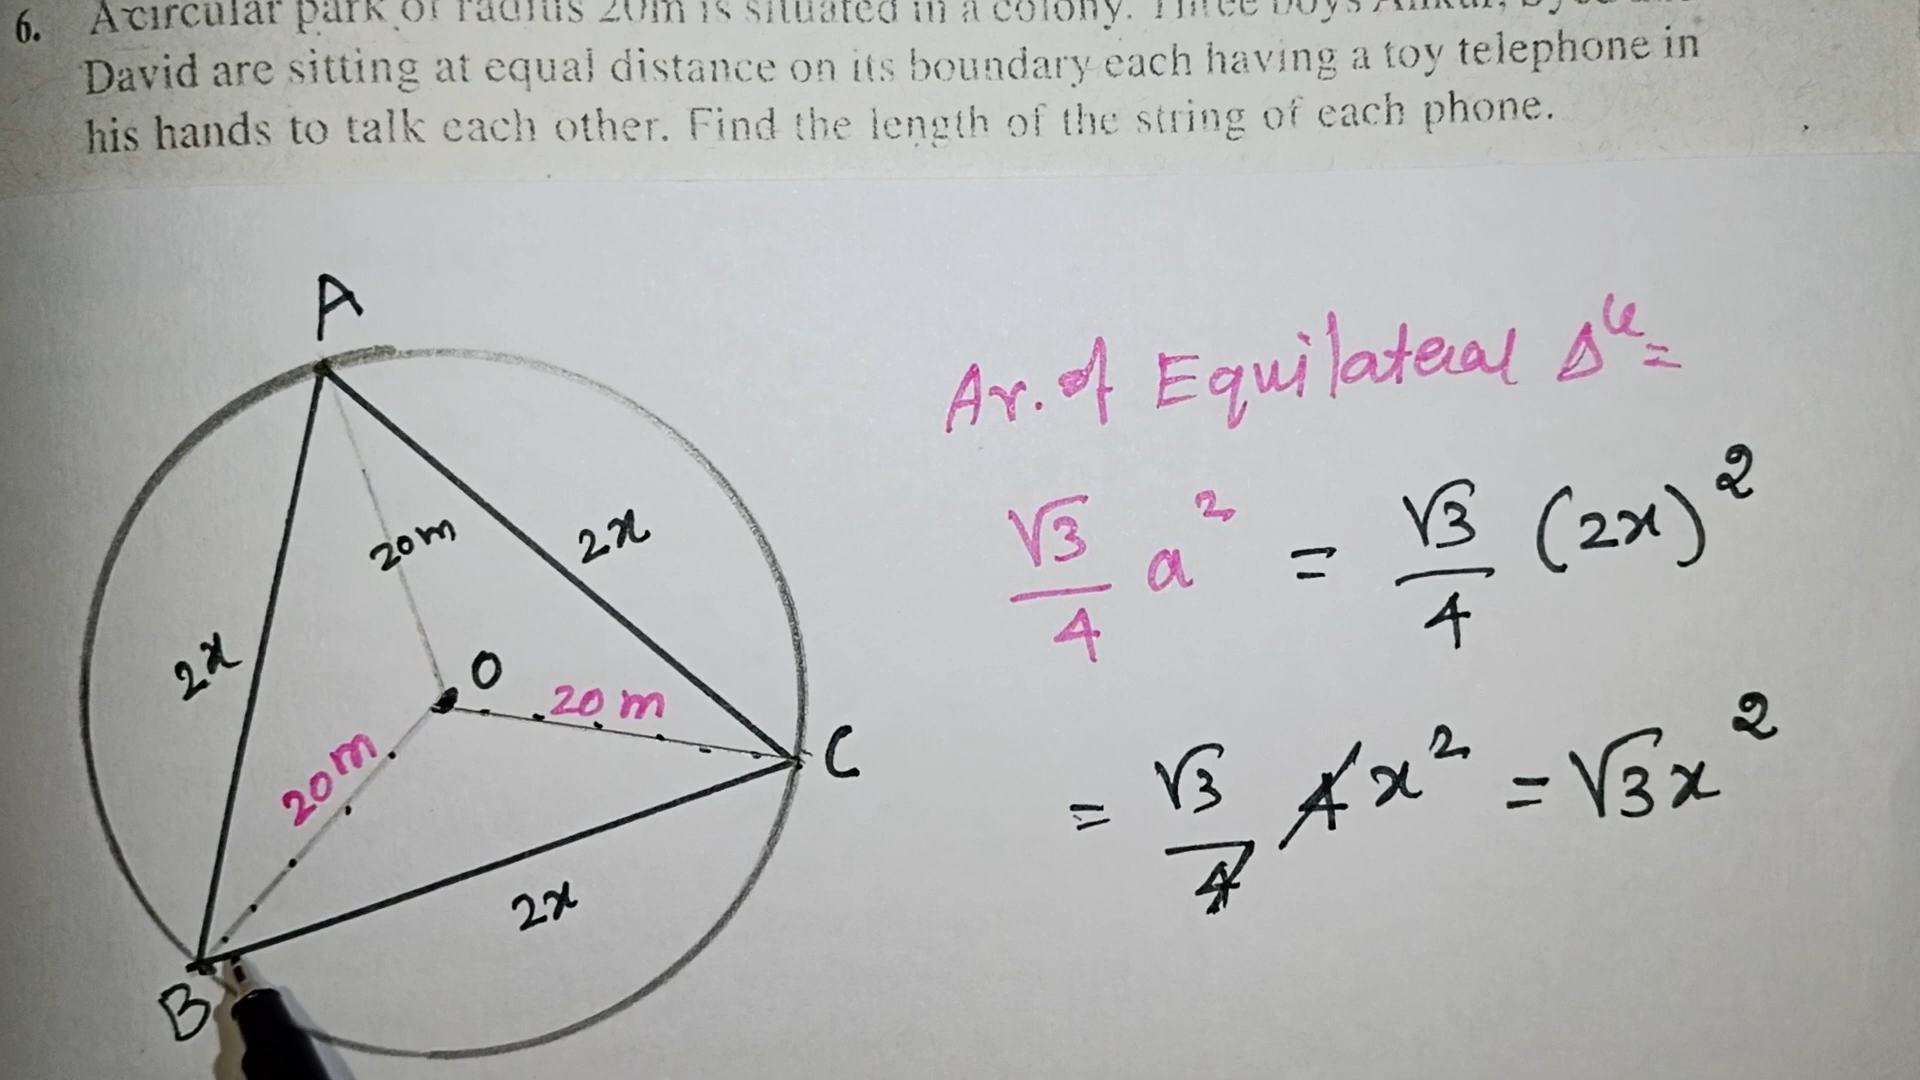 6. A circular park of radius 20m is situated in a colony. Three boys Ankur,
David are sitting at equal distance on its boundary each having a toy telephone in
his hands to talk each other. Find the length of the string of each phone.
A
20m
2x
2x
O
20 m
20m
C
2x
B
Ar. of Equilateral Δle =
√3/4 a² = √3/4 (2x)²
= √3/4 4x² = √3x²